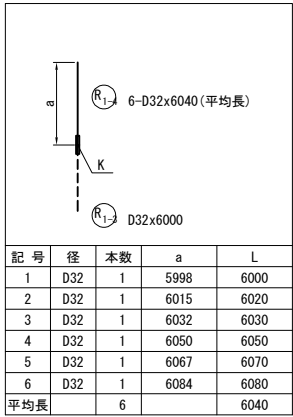 a
R1-4 6-D32x6040(平均長)
K
R1-3 D32x6000
記 号 径 本数 a L
1 D32 1 5998 6000
2 D32 1 6015 6020
3 D32 1 6032 6030
4 D32 1 6050 6050
5 D32 1 6067 6070
6 D32 1 6084 6080
平均長 6 6040